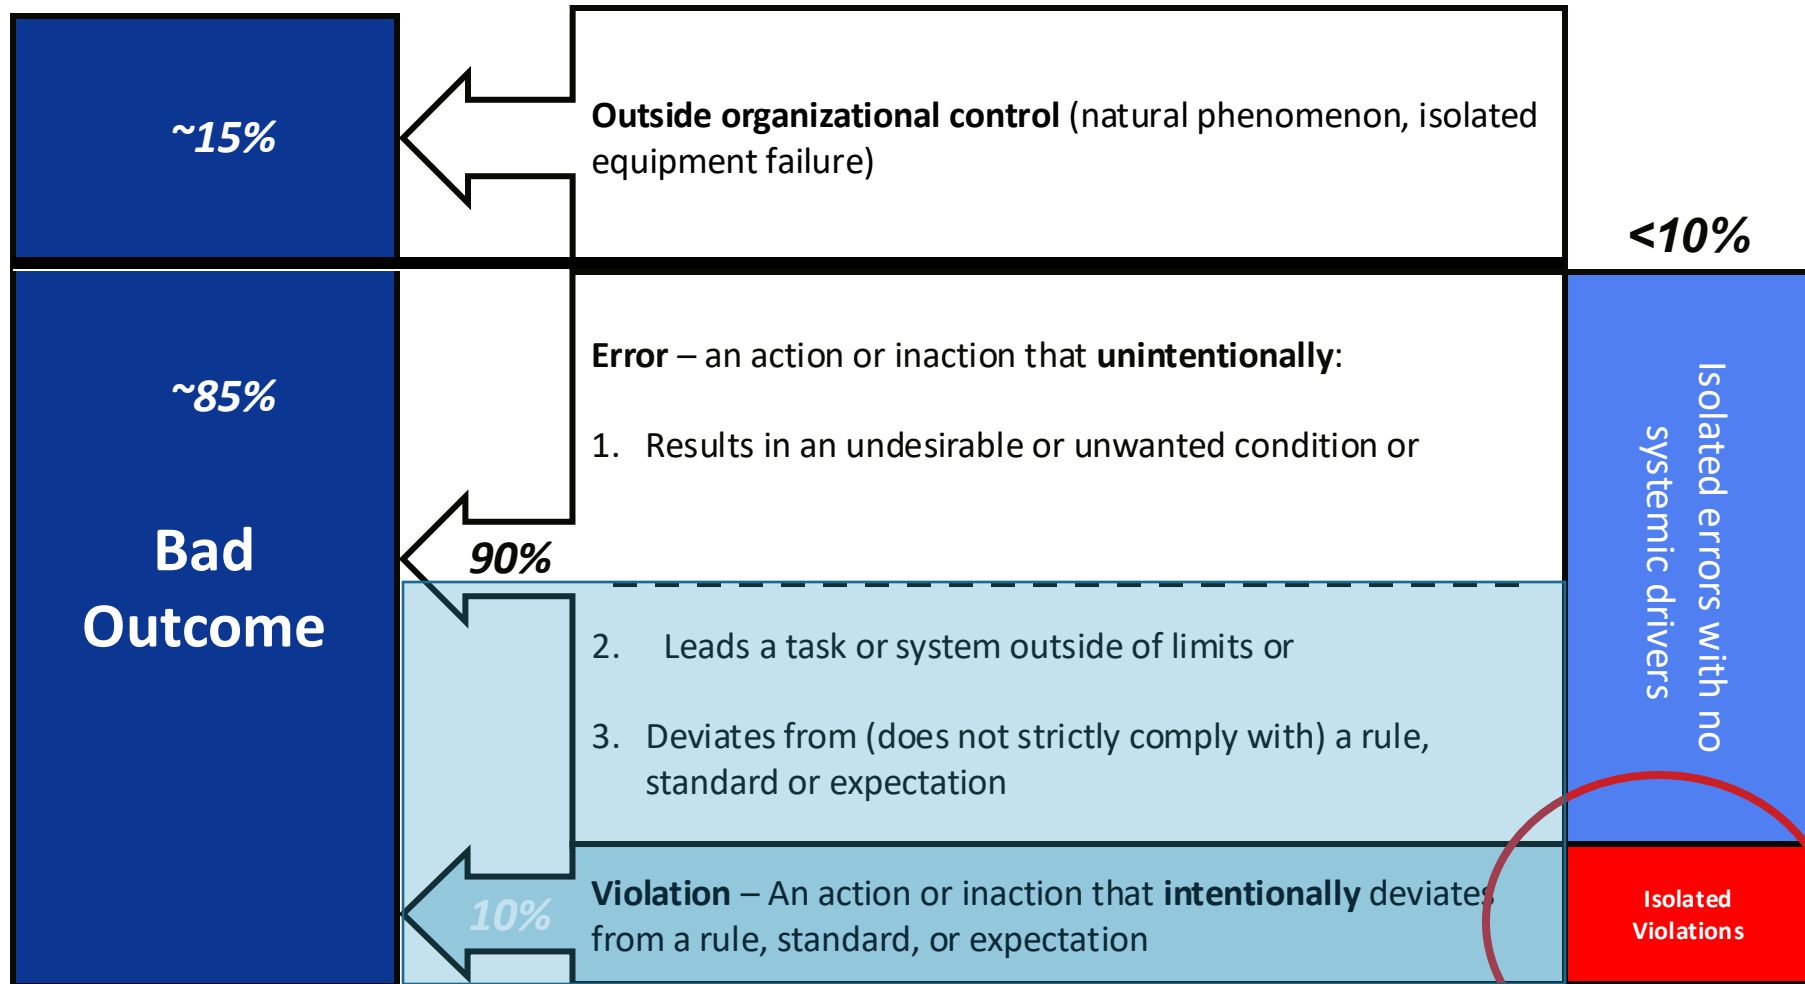 ~15%
Outside organizational control (natural phenomenon, isolated
equipment failure)
<10%
~85%
Bad
Outcome
90%
Error – an action or inaction that unintentionally:
1. Results in an undesirable or unwanted condition or
2. Leads a task or system outside of limits or
3. Deviates from (does not strictly comply with) a rule,
standard or expectation
10%
Violation – An action or inaction that intentionally deviates
from a rule, standard, or expectation
Isolated errors with no
systemic drivers
Isolated
Violations